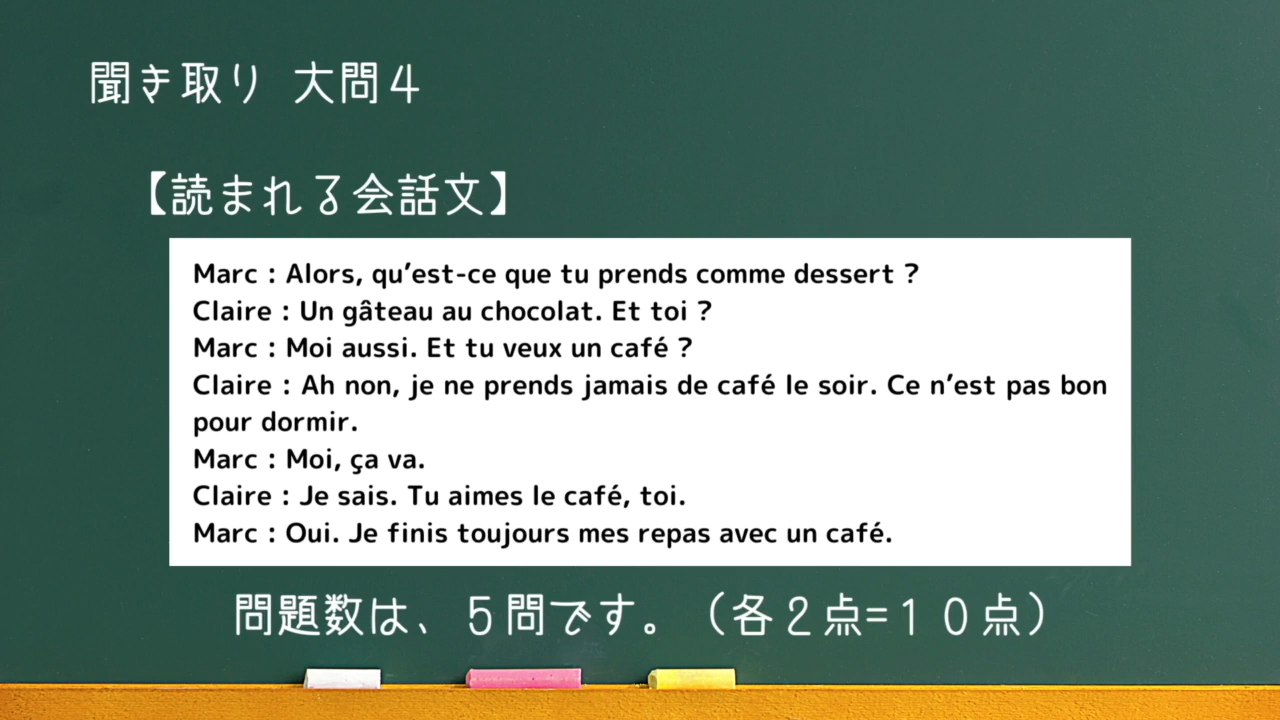 聞き取り 大問４
【読まれる会話文】
Marc : Alors, qu’est-ce que tu prends comme dessert ?
Claire : Un gâteau au chocolat. Et toi ?
Marc : Moi aussi. Et tu veux un café ?
Claire : Ah non, je ne prends jamais de café le soir. Ce n’est pas bon
pour dormir.
Marc : Moi, ça va.
Claire : Je sais. Tu aimes le café, toi.
Marc : Oui. Je finis toujours mes repas avec un café.
問題数は、５問です。（各２点=１０点）